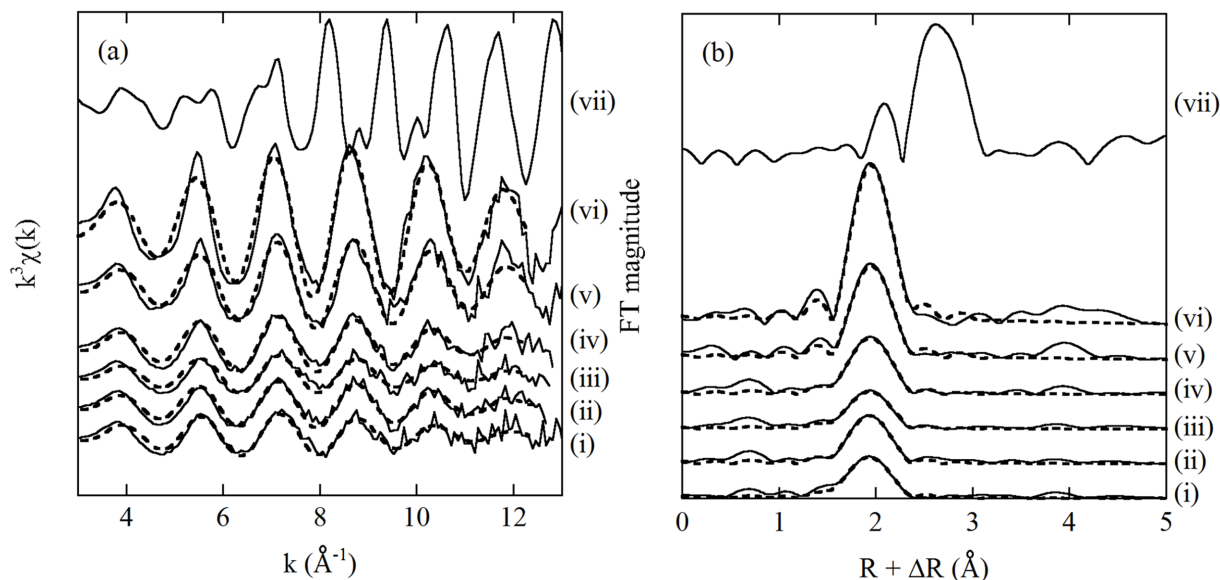 (a)
(vii)
(vi)
(v)
(iv)
(iii)
(ii)
(i)
k³χ(k)
4 6 8 10 12
k (Å⁻¹)
(b)
(vii)
(vi)
(v)
(iv)
(iii)
(ii)
(i)
FT magnitude
0 1 2 3 4 5
R + ΔR (Å)